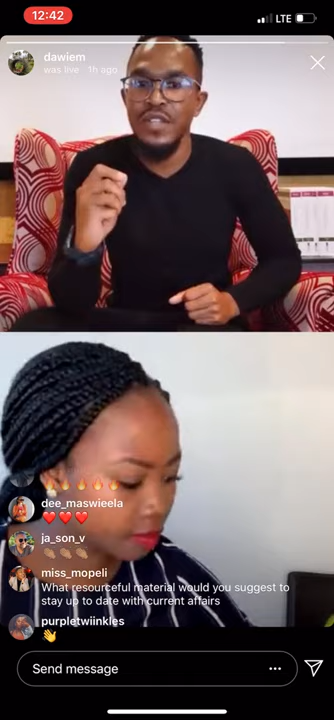 12:42
LTE
dawiem
was live · 1h ago
🔥🔥🔥🔥🔥
dee_maswieela
❤️❤️❤️
ja_son_v
👏🏽👏🏽👏🏽
miss_mopeli
What resourceful material would you suggest to
stay up to date with current affairs
purpletwiinkles
👋
Send message